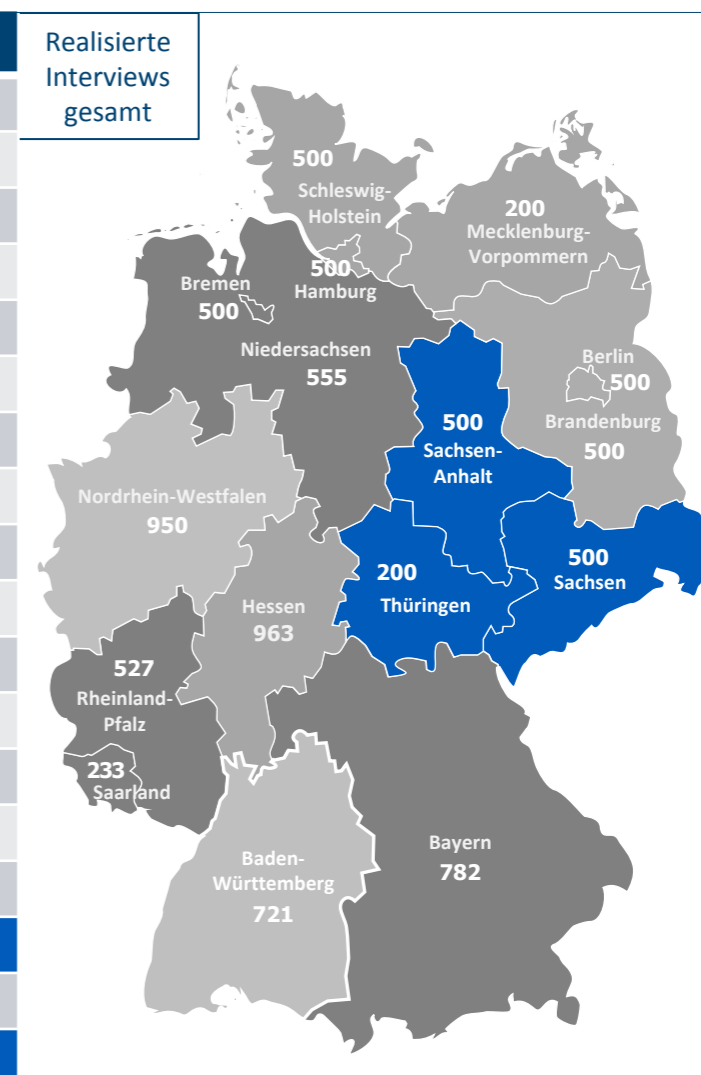 Realisierte
Interviews
gesamt
500
Schleswig-
Holstein
200
Mecklenburg-
Vorpommern
500
Hamburg
Bremen
500
Niedersachsen
555
Berlin
500
Brandenburg
500
500
Sachsen-
Anhalt
Nordrhein-Westfalen
950
500
Sachsen
200
Thüringen
Hessen
963
527
Rheinland-
Pfalz
233
Saarland
Bayern
782
Baden-
Württemberg
721